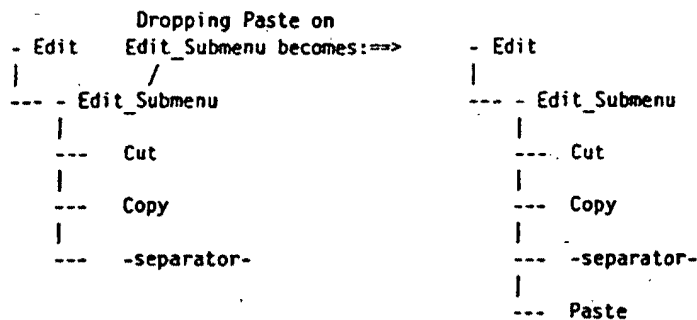 Dropping Paste on
- Edit Edit_Submenu becomes:==> - Edit
--- - Edit_Submenu --- - Edit_Submenu
--- Cut --- Cut
--- Copy --- Copy
--- -separator- --- -separator-
--- Paste